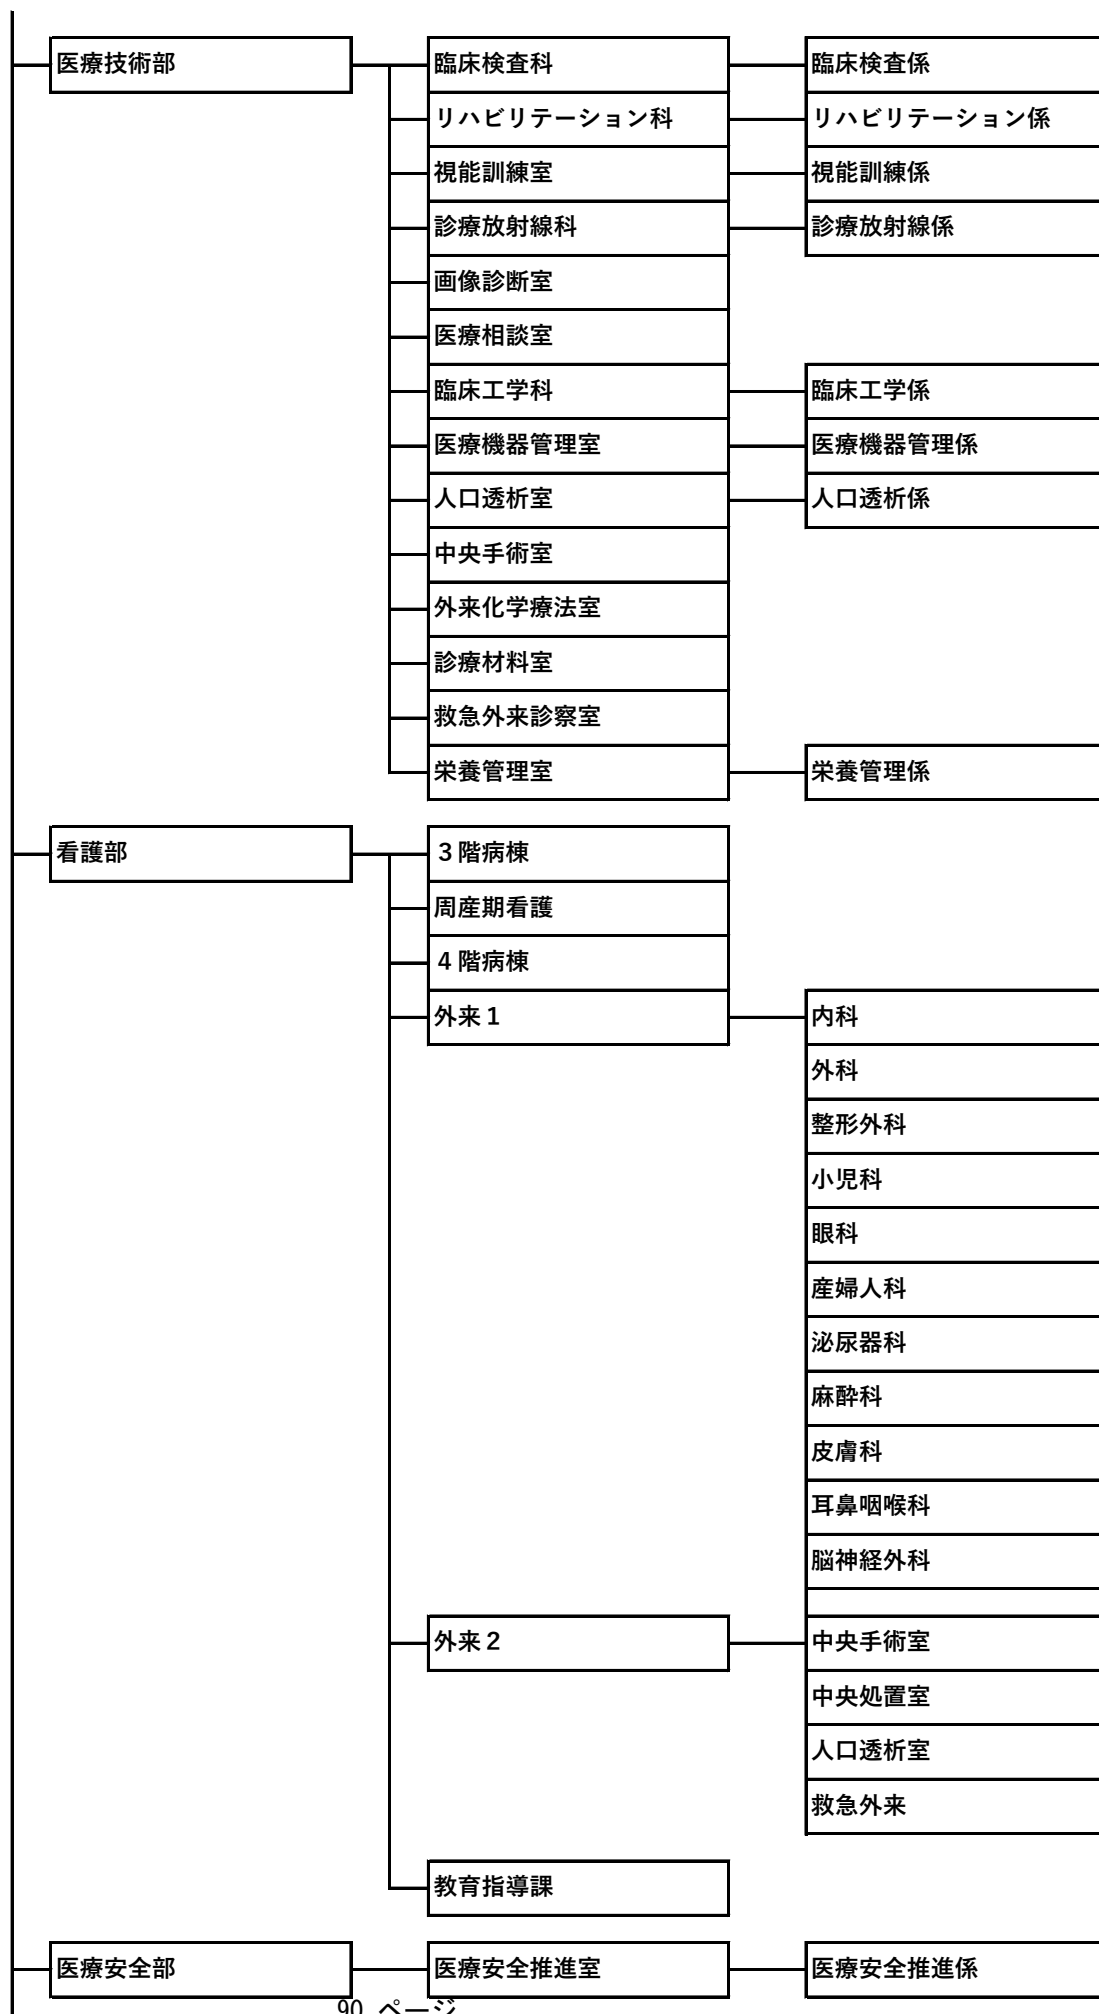 医療技術部 臨床検査科 臨床検査係
リハビリテーション科 リハビリテーション係
視能訓練室 視能訓練係
診療放射線科 診療放射線係
画像診断室
医療相談室
臨床工学科 臨床工学係
医療機器管理室 医療機器管理係
人口透析室 人口透析係
中央手術室
外来化学療法室
診療材料室
救急外来診察室
栄養管理室 栄養管理係
看護部 ３階病棟
周産期看護
４階病棟
外来１ 内科
外科
整形外科
小児科
眼科
産婦人科
泌尿器科
麻酔科
皮膚科
耳鼻咽喉科
脳神経外科
外来２ 中央手術室
中央処置室
人口透析室
救急外来
教育指導課
医療安全部 医療安全推進室 医療安全推進係
90 ページ